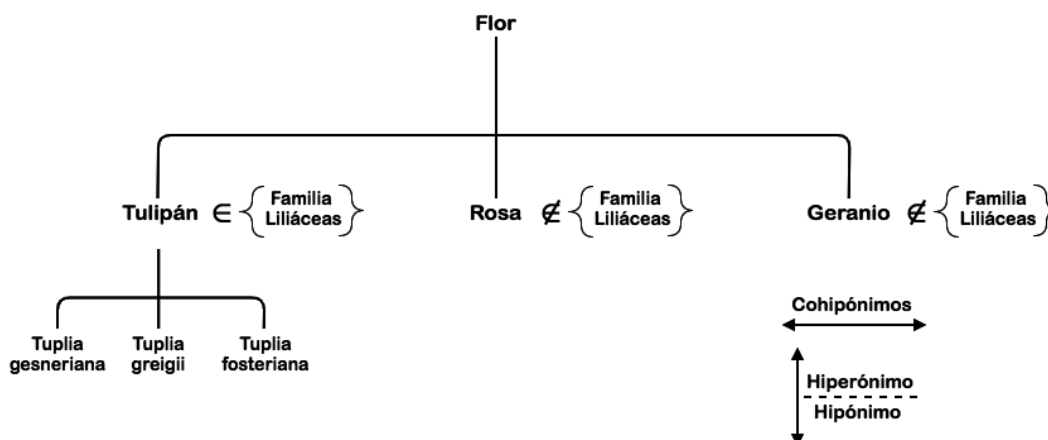 Flor
Tulipán ∈ { Familia
Liliáceas }
Rosa ∉ { Familia
Liliáceas }
Geranio ∉ { Familia
Liliáceas }
Tuplia
gesneriana
Tuplia
greigii
Tuplia
fosteriana
Cohipónimos
Hiperónimo
Hipónimo